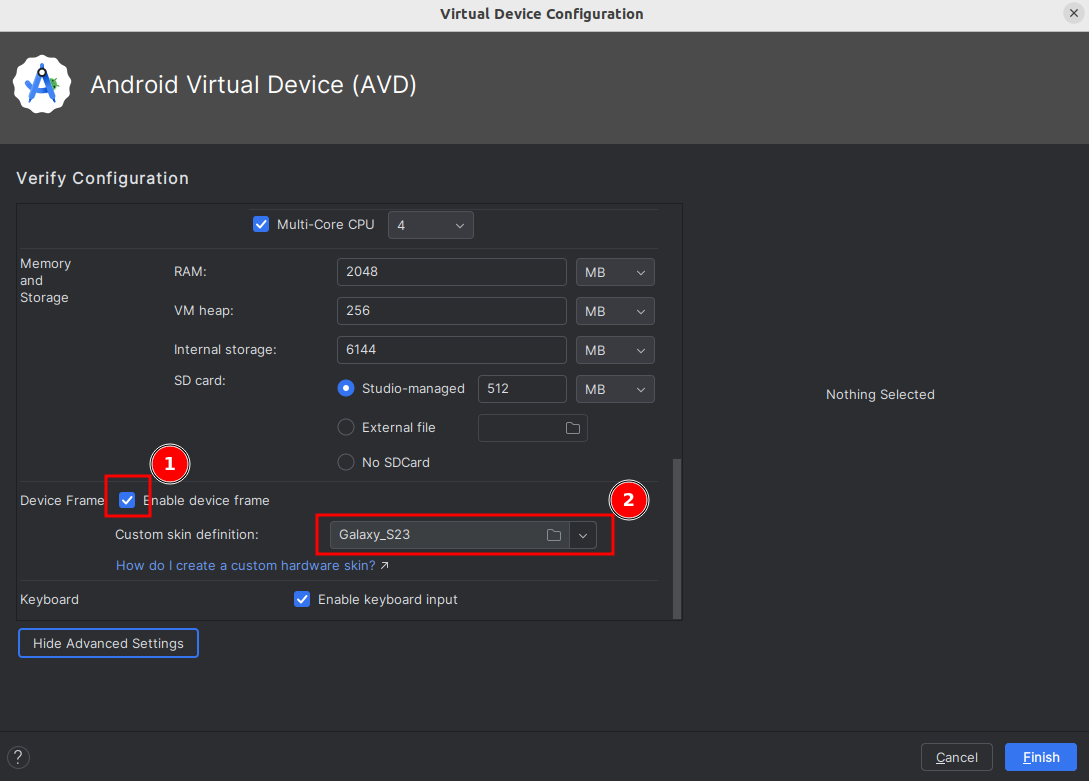 Virtual Device Configuration
Android Virtual Device (AVD)
Verify Configuration
Multi-Core CPU 4
Memory and Storage
RAM: 2048 MB
VM heap: 256 MB
Internal storage: 6144 MB
SD card:
Studio-managed 512 MB
External file
No SDCard
1
Device Frame Enable device frame
2
Custom skin definition: Galaxy_S23
How do I create a custom hardware skin? ↗
Keyboard Enable keyboard input
Hide Advanced Settings
Nothing Selected
? Cancel Finish